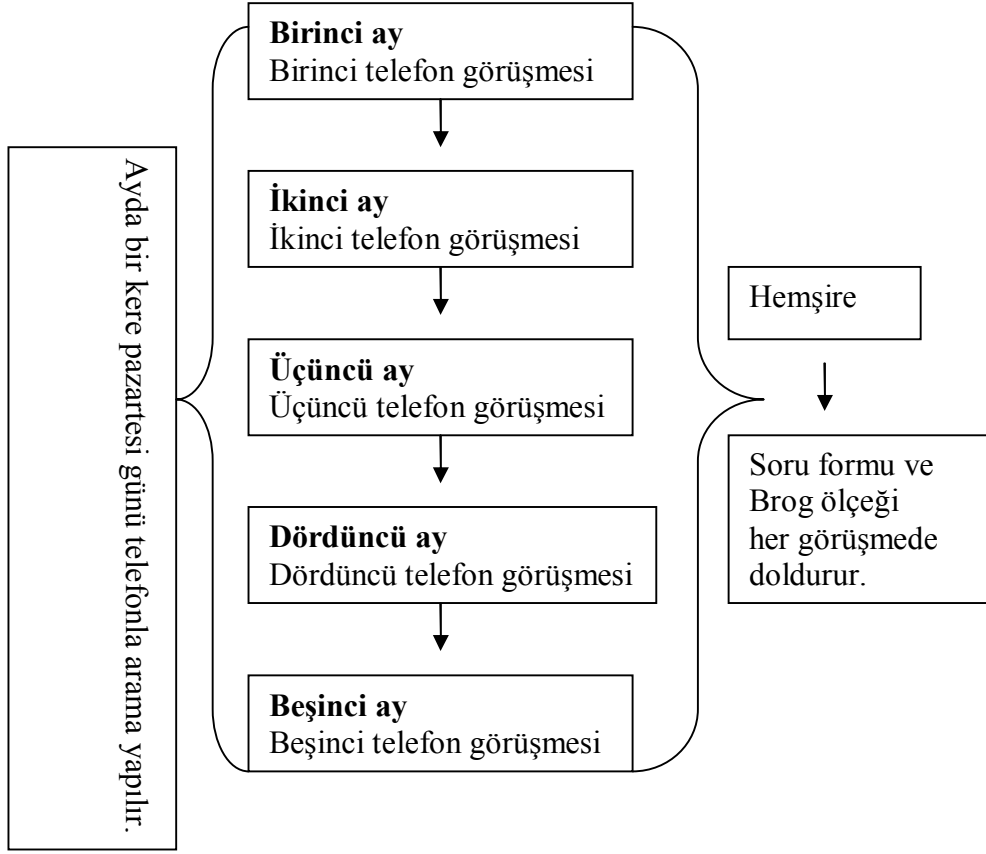 Ayda bir kere pazartesi günü telefonla arama yapılır.
Birinci ay
Birinci telefon görüşmesi
İkinci ay
İkinci telefon görüşmesi
Üçüncü ay
Üçüncü telefon görüşmesi
Dördüncü ay
Dördüncü telefon görüşmesi
Beşinci ay
Beşinci telefon görüşmesi
Hemşire
Soru formu ve
Brog ölçeği
her görüşmede
doldurur.